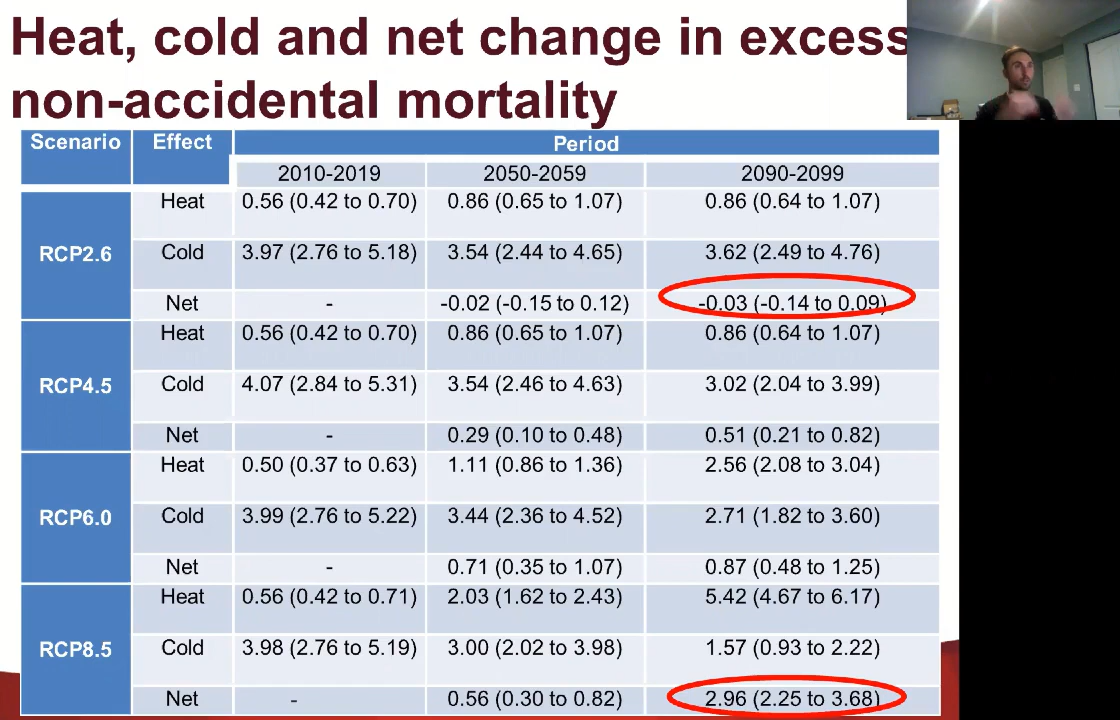 Heat, cold and net change in excess
non-accidental mortality
Scenario Effect Period
2010-2019 2050-2059 2090-2099
Heat 0.56 (0.42 to 0.70) 0.86 (0.65 to 1.07) 0.86 (0.64 to 1.07)
RCP2.6 Cold 3.97 (2.76 to 5.18) 3.54 (2.44 to 4.65) 3.62 (2.49 to 4.76)
Net - -0.02 (-0.15 to 0.12) -0.03 (-0.14 to 0.09)
Heat 0.56 (0.42 to 0.70) 0.86 (0.65 to 1.07) 0.86 (0.64 to 1.07)
RCP4.5 Cold 4.07 (2.84 to 5.31) 3.54 (2.46 to 4.63) 3.02 (2.04 to 3.99)
Net - 0.29 (0.10 to 0.48) 0.51 (0.21 to 0.82)
Heat 0.50 (0.37 to 0.63) 1.11 (0.86 to 1.36) 2.56 (2.08 to 3.04)
RCP6.0 Cold 3.99 (2.76 to 5.22) 3.44 (2.36 to 4.52) 2.71 (1.82 to 3.60)
Net - 0.71 (0.35 to 1.07) 0.87 (0.48 to 1.25)
Heat 0.56 (0.42 to 0.71) 2.03 (1.62 to 2.43) 5.42 (4.67 to 6.17)
RCP8.5 Cold 3.98 (2.76 to 5.19) 3.00 (2.02 to 3.98) 1.57 (0.93 to 2.22)
Net - 0.56 (0.30 to 0.82) 2.96 (2.25 to 3.68)